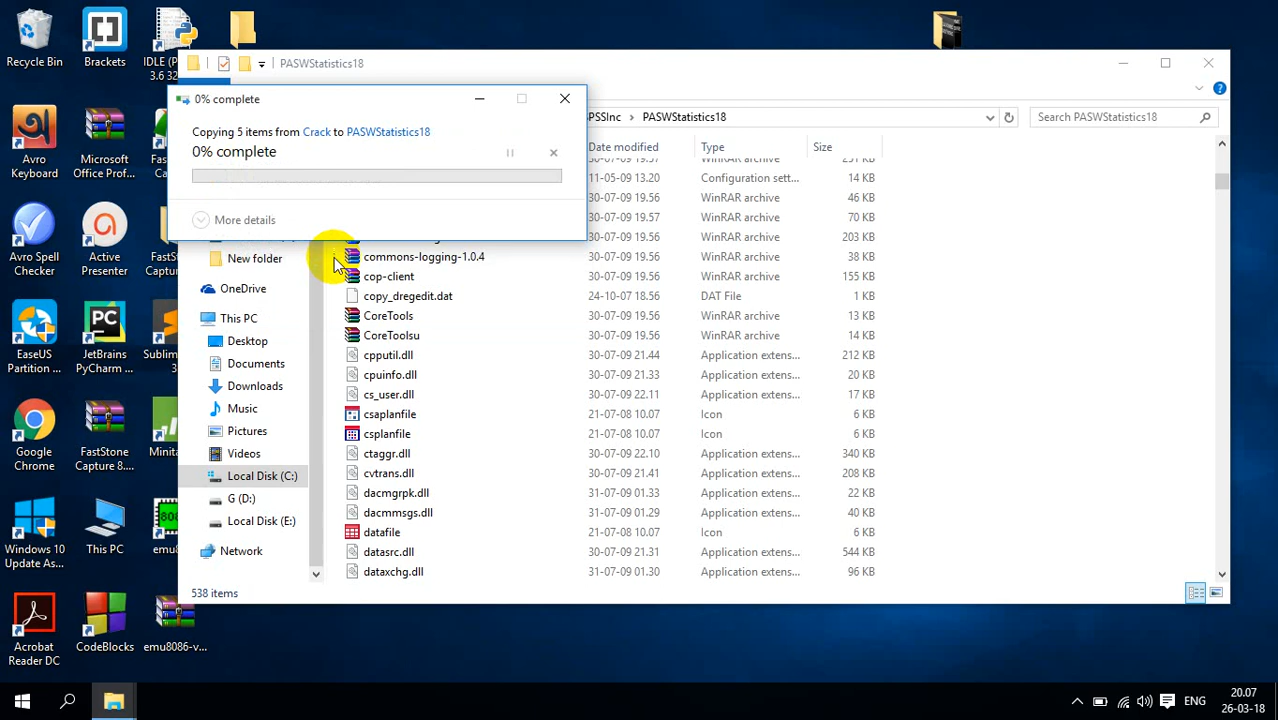 Recycle Bin
Brackets
IDLE (P...
3.6 32...
Avro
Keyboard
Microsoft
Office Prof...
Fas...
Avro Spell
Checker
Active
Presenter
FastSto...
Captur...
EaseUS
Partition ...
JetBrains
PyCharm ...
Sublim...
Google
Chrome
FastStone
Capture 8....
Minita...
Windows 10
Update As...
This PC
emu8...
Acrobat
Reader DC
CodeBlocks
emu8086-v...
PASWStatistics18
PSSInc
PASWStatistics18
Search PASWStatistics18
0% complete
Copying 5 items from Crack to PASWStatistics18
0% complete
More details
Date modified
Type
Size
30-07-09 19.57
WinRAR archive
11-05-09 13.20
Configuration sett...
14 KB
30-07-09 19.56
WinRAR archive
46 KB
30-07-09 19.57
WinRAR archive
70 KB
30-07-09 19.56
WinRAR archive
203 KB
commons-logging-1.0.4
30-07-09 19.56
WinRAR archive
38 KB
cop-client
30-07-09 19.56
WinRAR archive
155 KB
copy_dregedit.dat
24-10-07 18.56
DAT File
1 KB
CoreTools
30-07-09 19.56
WinRAR archive
13 KB
CoreToolsu
30-07-09 19.56
WinRAR archive
14 KB
cpputil.dll
30-07-09 21.44
Application extens...
212 KB
cpuinfo.dll
30-07-09 21.33
Application extens...
20 KB
cs_user.dll
30-07-09 22.11
Application extens...
17 KB
csaplanfile
21-07-08 10.07
Icon
6 KB
csplanfile
21-07-08 10.07
Icon
6 KB
ctaggr.dll
30-07-09 22.10
Application extens...
340 KB
cvtrans.dll
30-07-09 21.41
Application extens...
208 KB
dacmgrpk.dll
31-07-09 01.33
Application extens...
22 KB
dacmmsgs.dll
31-07-09 01.29
Application extens...
40 KB
datafile
21-07-08 10.07
Icon
6 KB
datasrc.dll
30-07-09 21.31
Application extens...
544 KB
dataxchg.dll
31-07-09 01.30
Application extens...
96 KB
New folder
OneDrive
This PC
Desktop
Documents
Downloads
Music
Pictures
Videos
Local Disk (C:)
G (D:)
Local Disk (E:)
Network
538 items
ENG
20.07
26-03-18